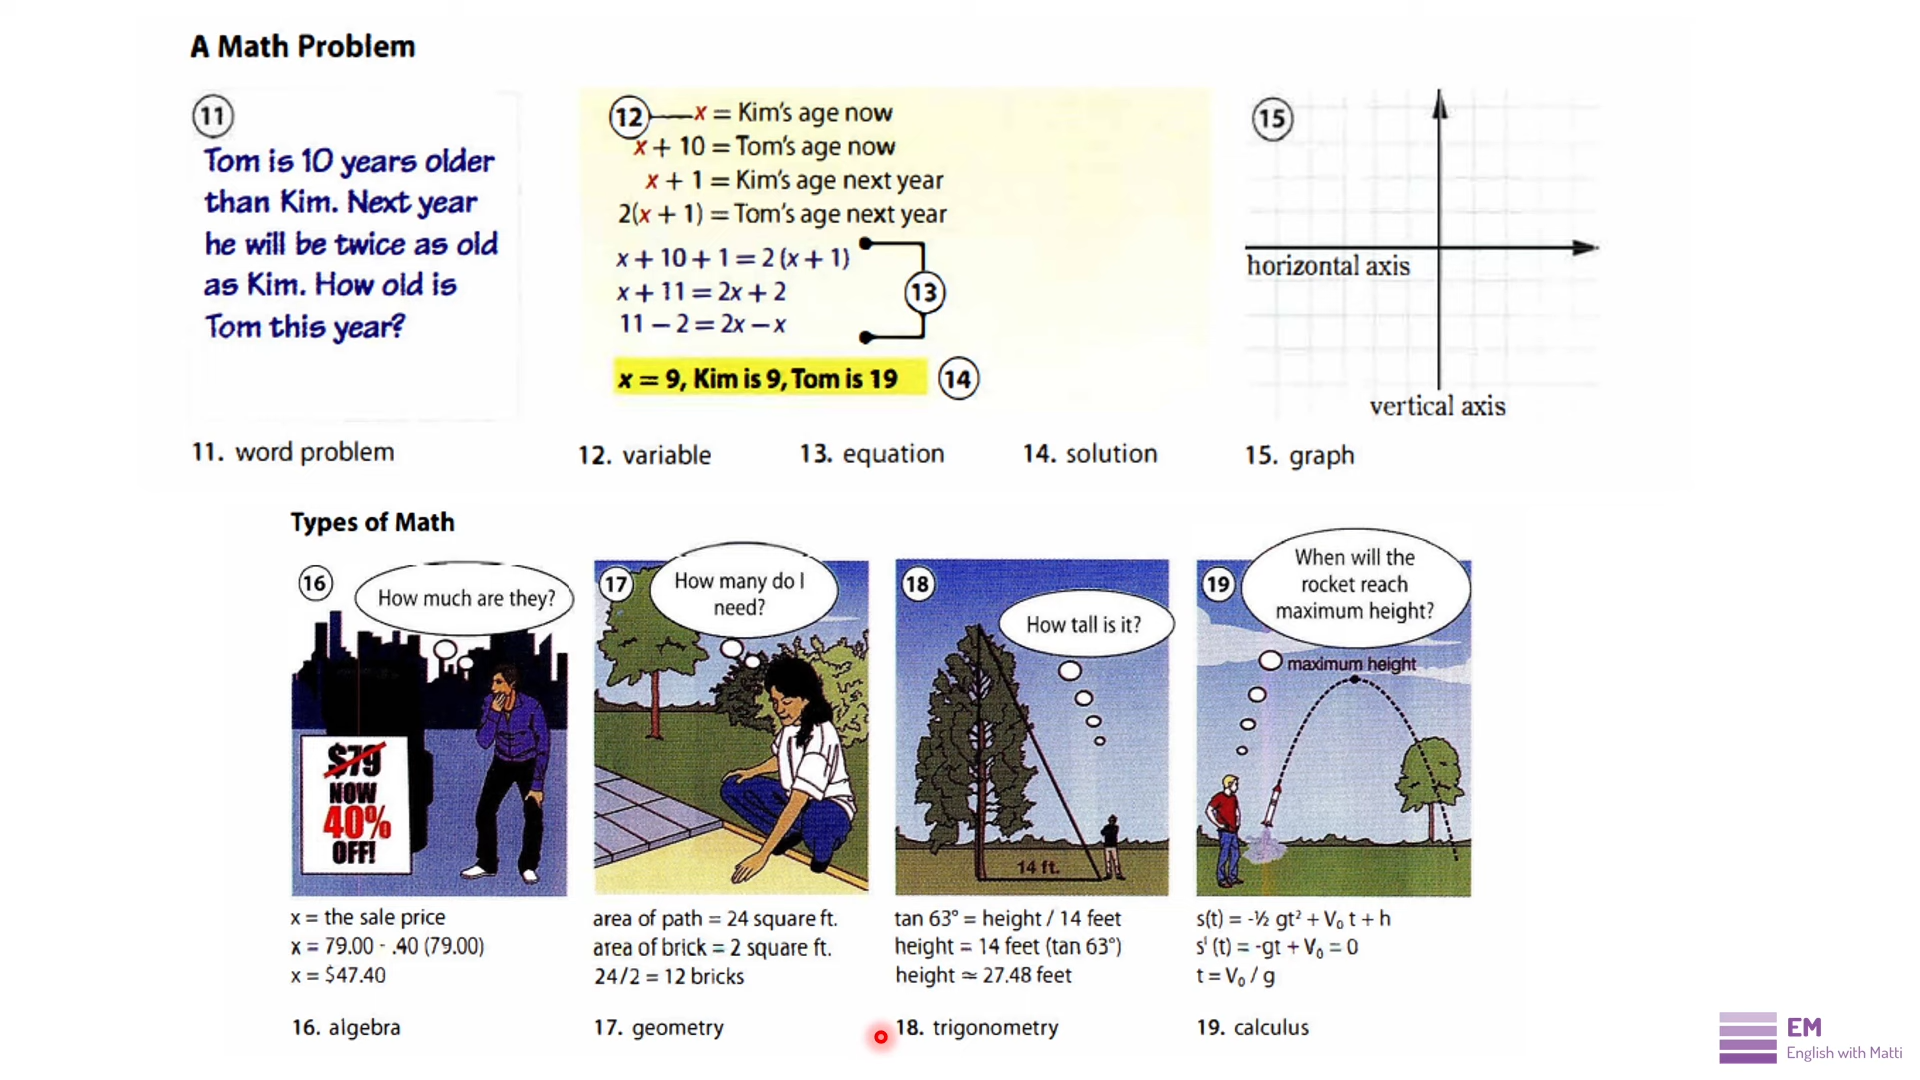 A Math Problem
11
Tom is 10 years older
than Kim. Next year
he will be twice as old
as Kim. How old is
Tom this year?
12
x = Kim's age now
x + 10 = Tom's age now
x + 1 = Kim's age next year
2(x + 1) = Tom's age next year
x + 10 + 1 = 2 (x + 1)
x + 11 = 2x + 2
11 – 2 = 2x – x
13
x = 9, Kim is 9, Tom is 19
14
15
horizontal axis
vertical axis
11. word problem
12. variable
13. equation
14. solution
15. graph
Types of Math
16
How much are they?
$79
NOW
40%
OFF!
x = the sale price
x = 79.00 - .40 (79.00)
x = $47.40
16. algebra
17
How many do I
need?
area of path = 24 square ft.
area of brick = 2 square ft.
24/2 = 12 bricks
17. geometry
18
How tall is it?
14 ft.
tan 63° = height / 14 feet
height = 14 feet (tan 63°)
height ≃ 27.48 feet
18. trigonometry
19
When will the
rocket reach
maximum height?
maximum height
s(t) = -½ gt² + V₀ t + h
s' (t) = -gt + V₀ = 0
t = V₀ / g
19. calculus
EM
English with Matti